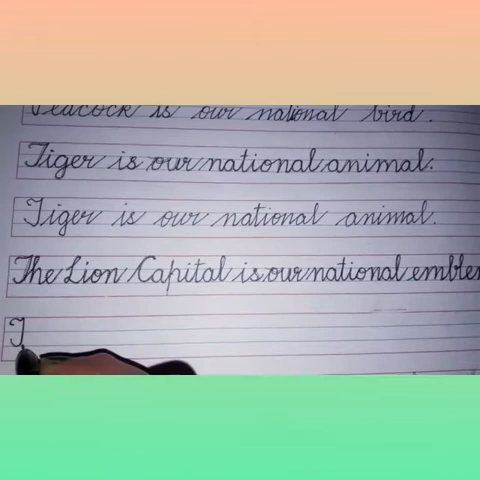 Peacock is our national bird.
Tiger is our national animal.
Tiger is our national animal.
The Lion Capital is our national emblem
T